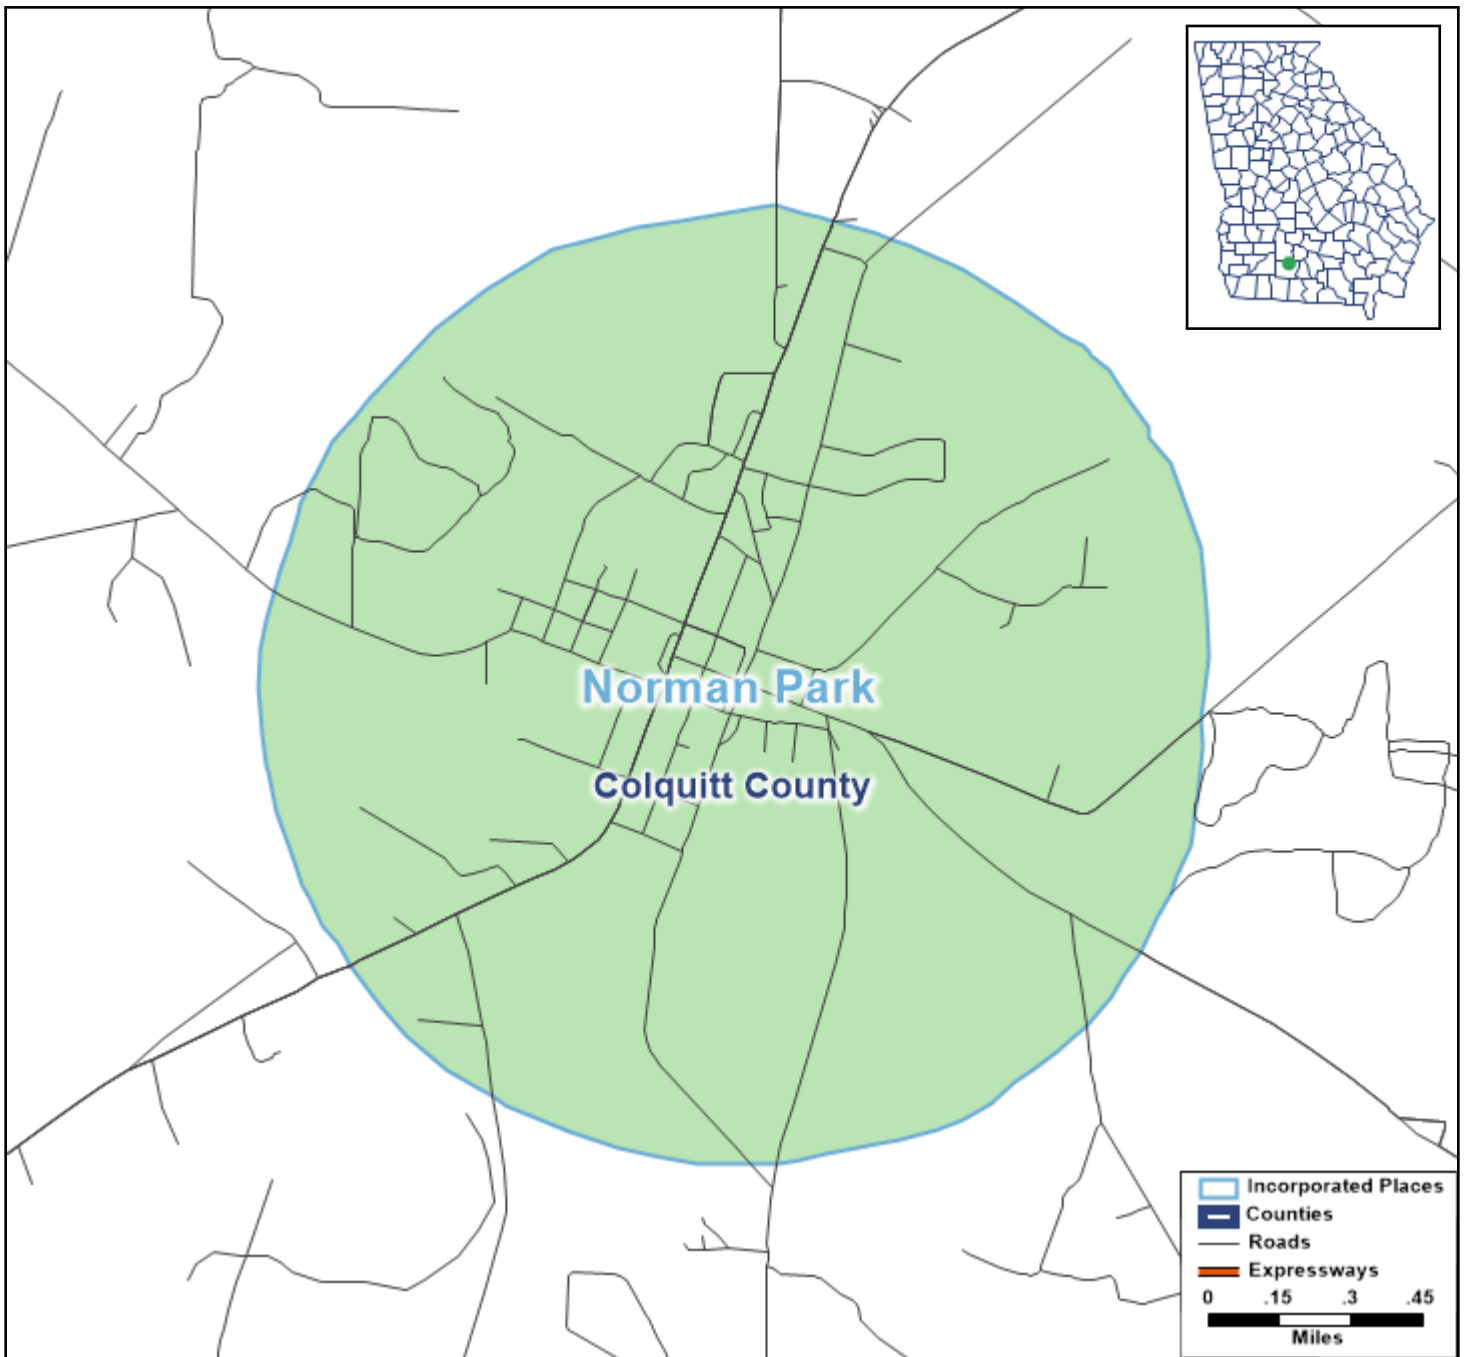 Norman Park
Colquitt County
Incorporated Places
Counties
Roads
Expressways
0 .15 .3 .45
Miles